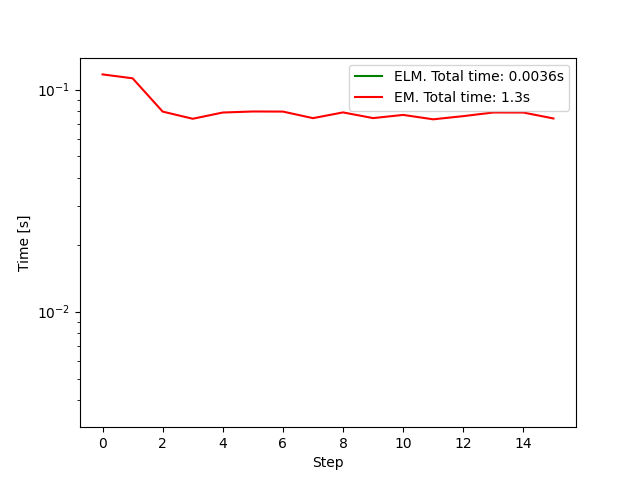 ELM. Total time: 0.0036s
EM. Total time: 1.3s
10⁻¹
10⁻²
Time [s]
0 2 4 6 8 10 12 14
Step